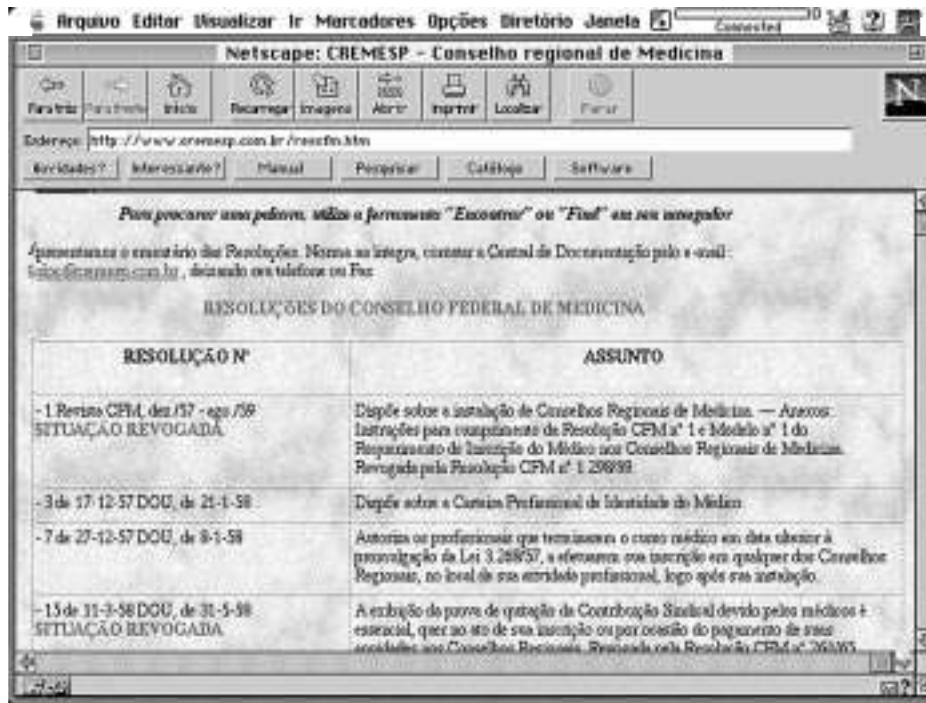 Arquivo Editar Visualizar Ir Marcadores Opções Diretório Janela
Connected
Netscape: CREMESP - Conselho regional de Medicina
Para trás Para frente Início Recarregar Imagens Abrir Imprimir Localizar Parar
N
Endereço: http://www.cremesp.com.br/rescfm.htm
Novidades? Interessante? Manual Pesquisar Catálogo Software
Para procurar uma palavra, utilize a ferramenta "Encontrar" ou "Find" em seu navegador
Apresentamos o ementário das Resoluções. Norma na íntegra, contatar a Central de Documentação pelo e-mail:
, deixando seu telefone ou Fax
RESOLUÇÕES DO CONSELHO FEDERAL DE MEDICINA
RESOLUÇÃO Nº
ASSUNTO
- 1 Revista CFM, dez /57 - ago /59
SITUAÇÃO REVOGADA
Dispõe sobre a instalação de Conselhos Regionais de Medicina. — Anexos:
Instruções para cumprimento da Resolução CFM nº 1 e Modelo nº 1 do
Requerimento de Inscrição do Médico nos Conselhos Regionais de Medicina.
Revogada pela Resolução CFM nº 1.298/89.
- 3 de 17-12-57 DOU, de 21-1-58
Dispõe sobre a Carteira Profissional de Identidade do Médico.
- 7 de 27-12-57 DOU, de 8-1-58
Autoriza os profissionais que terminarem o curso médico em data ulterior à
promulgação da Lei 3.268/57, a efetuarem sua inscrição em qualquer dos Conselhos
Regionais, no local de sua atividade profissional, logo após sua instalação.
- 15 de 11-3-58 DOU, de 31-5-58
SITUAÇÃO REVOGADA
A exibição da prova de quitação da Contribuição Sindical devido pelos médicos é
essencial, quer no ato de sua inscrição ou por ocasião do pagamento de suas
anuidades aos Conselhos Regionais. Revogada pela Resolução CFM nº